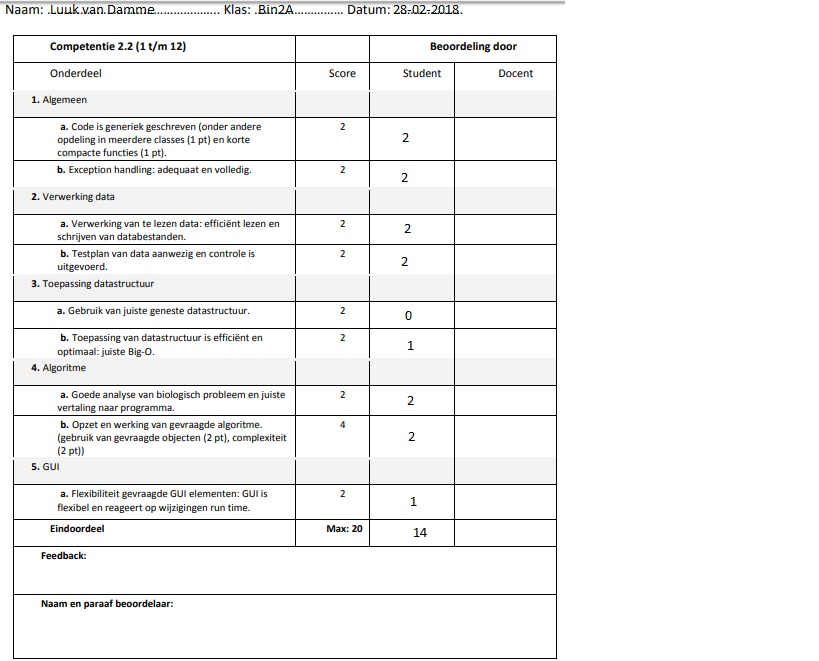 Naam: .Luuk van Damme.................... Klas: .Bin2A.............. Datum: 28-02-2018.
Competentie 2.2 (1 t/m 12) Beoordeling door
Onderdeel Score Student Docent
1. Algemeen
a. Code is generiek geschreven (onder andere 2 2
opdeling in meerdere classes (1 pt) en korte
compacte functies (1 pt).
b. Exception handling: adequaat en volledig. 2 2
2. Verwerking data
a. Verwerking van te lezen data: efficiënt lezen en 2 2
schrijven van databestanden.
b. Testplan van data aanwezig en controle is 2 2
uitgevoerd.
3. Toepassing datastructuur
a. Gebruik van juiste geneste datastructuur. 2 0
b. Toepassing van datastructuur is efficiënt en 2 1
optimaal: juiste Big-O.
4. Algoritme
a. Goede analyse van biologisch probleem en juiste 2 2
vertaling naar programma.
b. Opzet en werking van gevraagde algoritme. 4 2
(gebruik van gevraagde objecten (2 pt), complexiteit
(2 pt))
5. GUI
a. Flexibiliteit gevraagde GUI elementen: GUI is 2 1
flexibel en reageert op wijzigingen run time.
Eindoordeel Max: 20 14
Feedback:
Naam en paraaf beoordelaar: